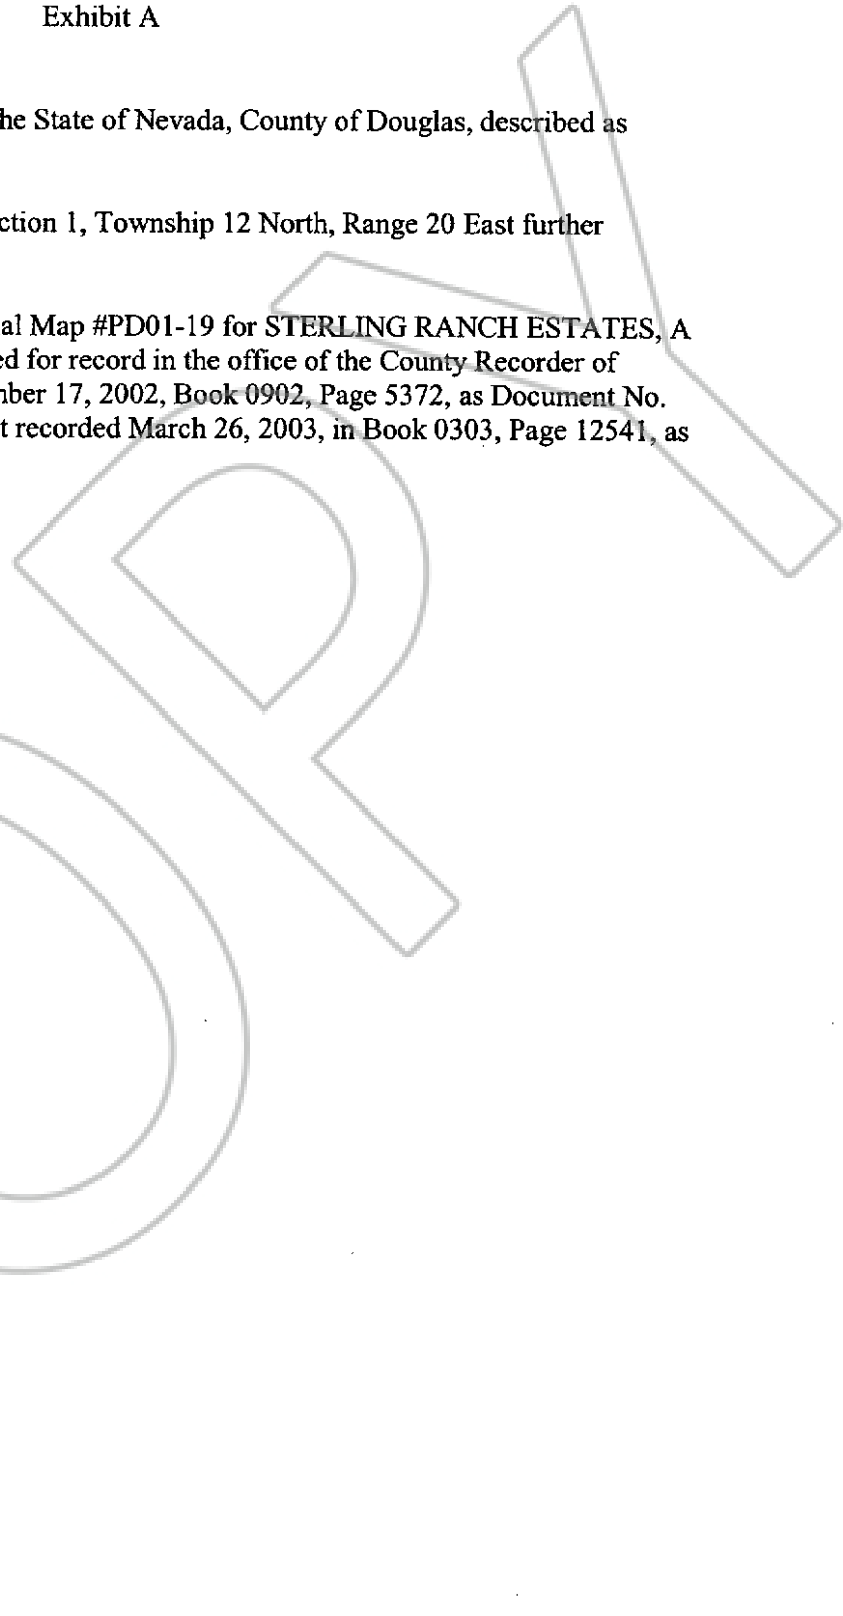 Exhibit A
he State of Nevada, County of Douglas, described as
ction 1, Township 12 North, Range 20 East further
al Map #PD01-19 for STERLING RANCH ESTATES, A
ed for record in the office of the County Recorder of
nber 17, 2002, Book 0902, Page 5372, as Document No.
t recorded March 26, 2003, in Book 0303, Page 12541, as
OPY